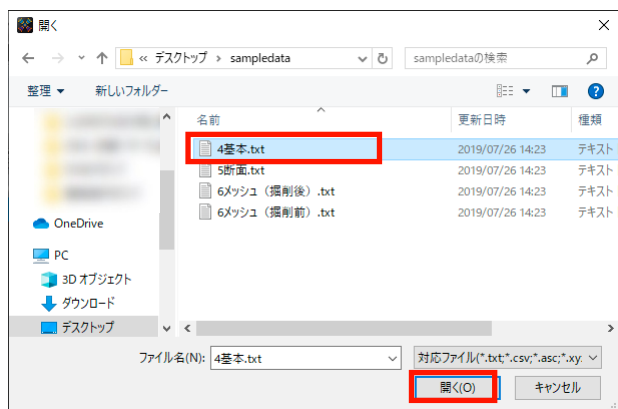 開く
« デスクトップ › sampledata
sampledataの検索
整理
新しいフォルダー
名前
更新日時
種類
4基本.txt
2019/07/26 14:23
テキスト
5断面.txt
2019/07/26 14:23
テキスト
6メッシュ（掘削後）.txt
2019/07/26 14:23
テキスト
6メッシュ（掘削前）.txt
2019/07/26 14:23
テキスト
OneDrive
PC
3D オブジェクト
ダウンロード
デスクトップ
ファイル名(N):
4基本.txt
対応ファイル(*.txt;*.csv;*.asc;*.xy
開く(O)
キャンセル